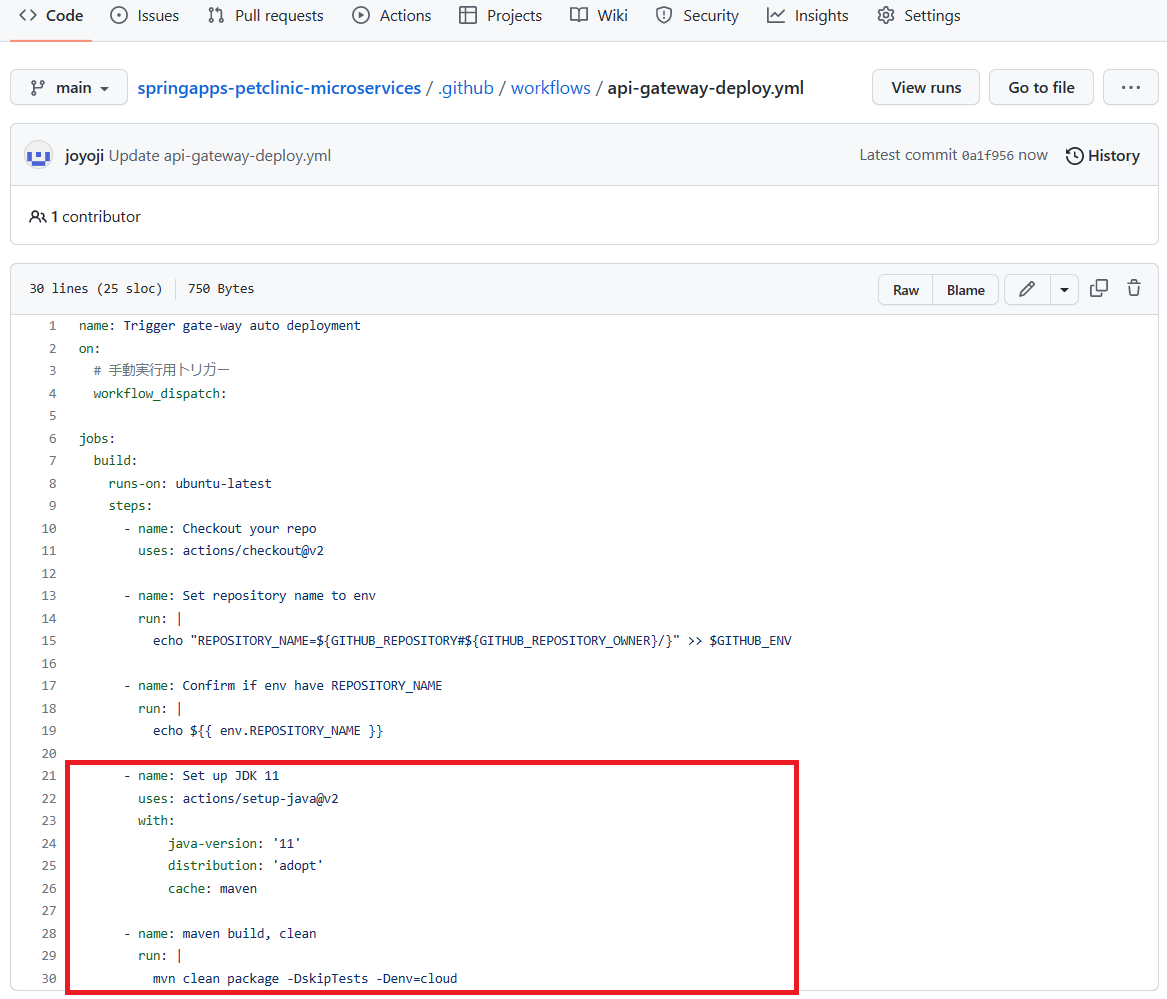 Code Issues Pull requests Actions Projects Wiki Security Insights Settings
main springapps-petclinic-microservices / .github / workflows / api-gateway-deploy.yml View runs Go to file ...
joyoji Update api-gateway-deploy.yml Latest commit 0a1f956 now History
1 contributor
30 lines (25 sloc) 750 Bytes Raw Blame
1 name: Trigger gate-way auto deployment
2 on:
3 # 手動実行用トリガー
4 workflow_dispatch:
5
6 jobs:
7 build:
8 runs-on: ubuntu-latest
9 steps:
10 - name: Checkout your repo
11 uses: actions/checkout@v2
12
13 - name: Set repository name to env
14 run: |
15 echo "REPOSITORY_NAME=${GITHUB_REPOSITORY#${GITHUB_REPOSITORY_OWNER}/}" >> $GITHUB_ENV
16
17 - name: Confirm if env have REPOSITORY_NAME
18 run: |
19 echo ${{ env.REPOSITORY_NAME }}
20
21 - name: Set up JDK 11
22 uses: actions/setup-java@v2
23 with:
24 java-version: '11'
25 distribution: 'adopt'
26 cache: maven
27
28 - name: maven build, clean
29 run: |
30 mvn clean package -DskipTests -Denv=cloud